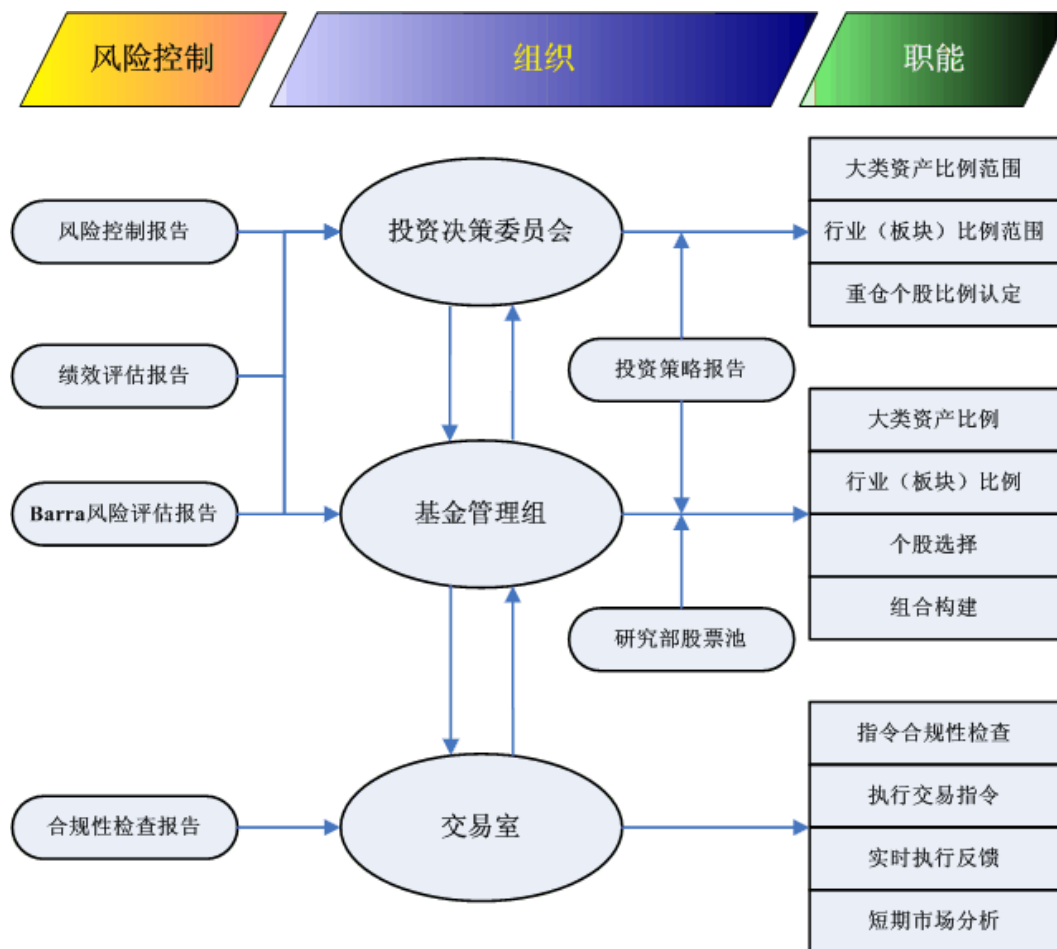 风险控制
组织
职能
大类资产比例范围
风险控制报告
投资决策委员会
行业（板块）比例范围
重仓个股比例认定
绩效评估报告
投资策略报告
大类资产比例
行业（板块）比例
Barra风险评估报告
基金管理组
个股选择
组合构建
研究部股票池
指令合规性检查
执行交易指令
合规性检查报告
交易室
实时执行反馈
短期市场分析